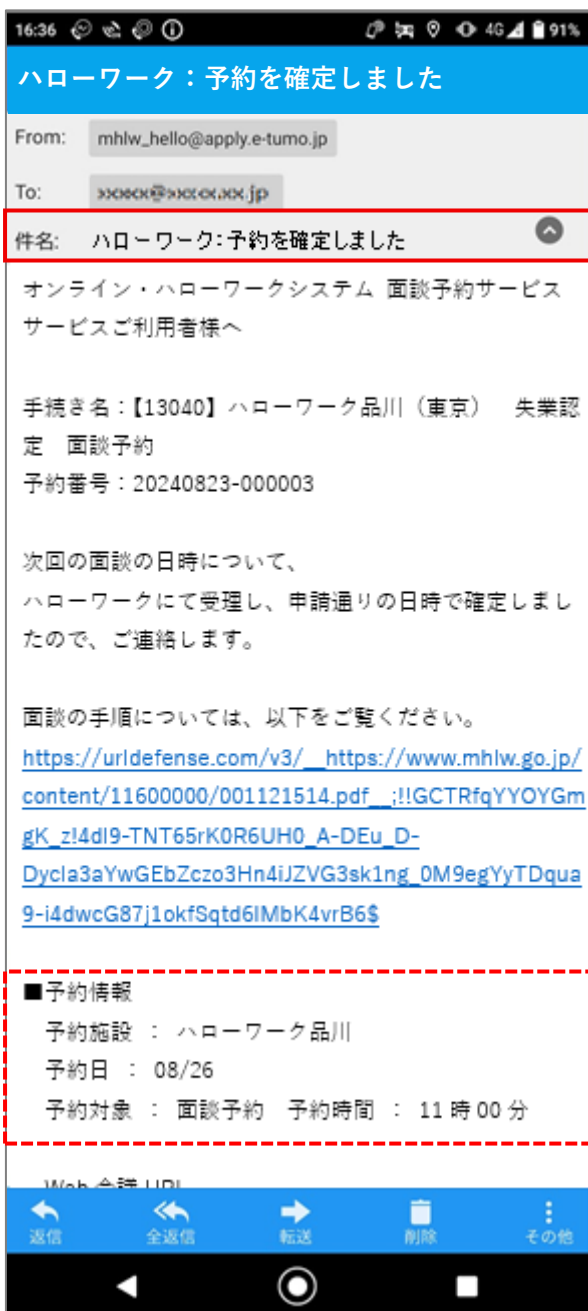 16:36
4G 91%
ハローワーク：予約を確定しました
From: mhlw_hello@apply.e-tumo.jp
To: .jp
件名: ハローワーク:予約を確定しました
オンライン・ハローワークシステム 面談予約サービス
サービスご利用者様へ
手続き名：【13040】ハローワーク品川（東京）　失業認
定　面談予約
予約番号：20240823-000003
次回の面談の日時について、
ハローワークにて受理し、申請通りの日時で確定しまし
たので、ご連絡します。
面談の手順については、以下をご覧ください。
https://urldefense.com/v3/__https://www.mhlw.go.jp/
content/11600000/001121514.pdf__;!!GCTRfqYYOYGm
gK_z!4dI9-TNT65rK0R6UH0_A-DEu_D-
Dycla3aYwGEbZczo3Hn4iJZVG3sk1ng_0M9egYyTDqua
9-i4dwcG87j1okfSqtd6IMbK4vrB6$
■予約情報
予約施設 ： ハローワーク品川
予約日 ： 08/26
予約対象 ： 面談予約　予約時間 ： 11時00分
Web 会議 URL
返信 全返信 転送 削除 その他